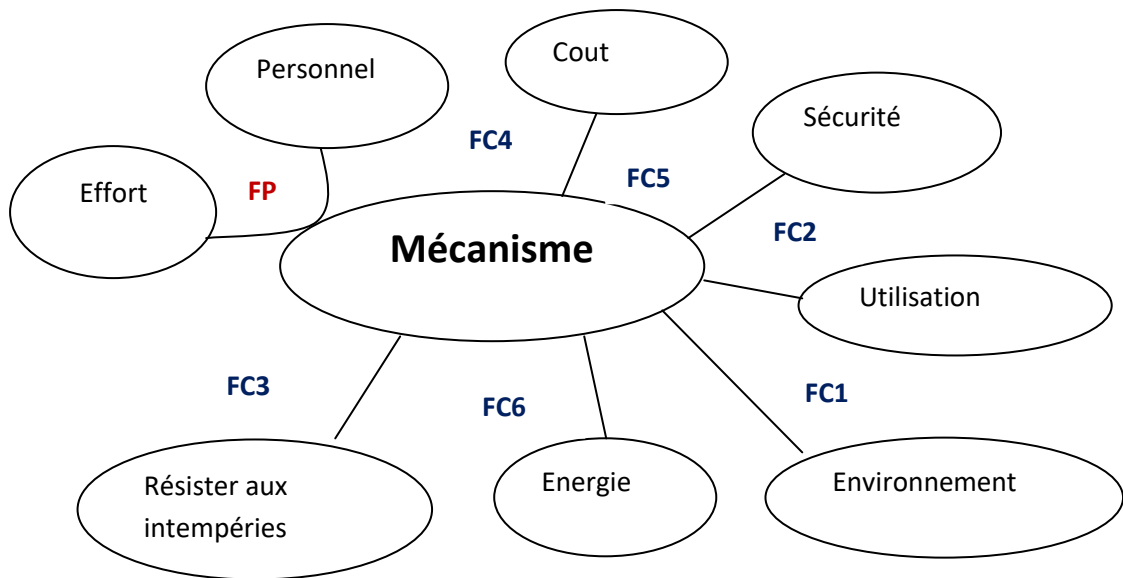 Cout
Personnel
Sécurité
FC4
FC5
Effort
FP
FC2
Mécanisme
Utilisation
FC3
FC6
FC1
Résister aux
intempéries
Energie
Environnement